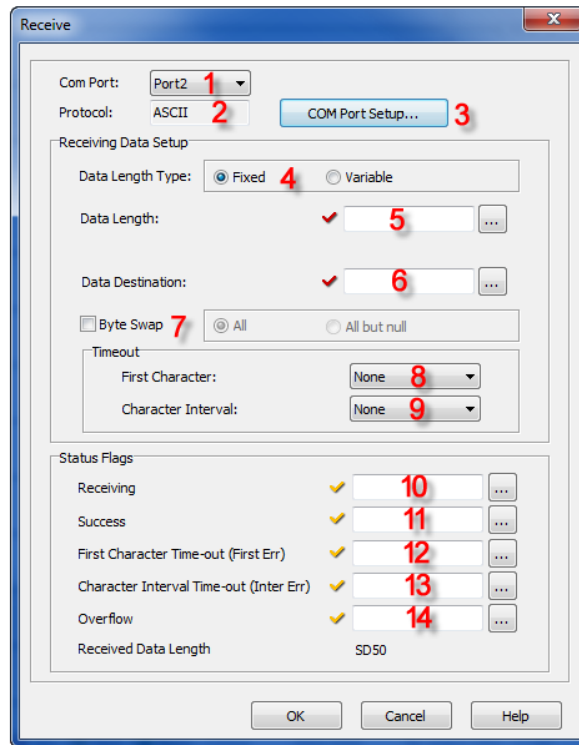 Receive
Com Port: Port2 1
Protocol: ASCII 2 COM Port Setup... 3
Receiving Data Setup
Data Length Type: Fixed 4 Variable
Data Length: 5 ...
Data Destination: 6 ...
Byte Swap 7 All All but null
Timeout
First Character: None 8
Character Interval: None 9
Status Flags
Receiving 10 ...
Success 11 ...
First Character Time-out (First Err) 12 ...
Character Interval Time-out (Inter Err) 13 ...
Overflow 14 ...
Received Data Length SD50
OK Cancel Help